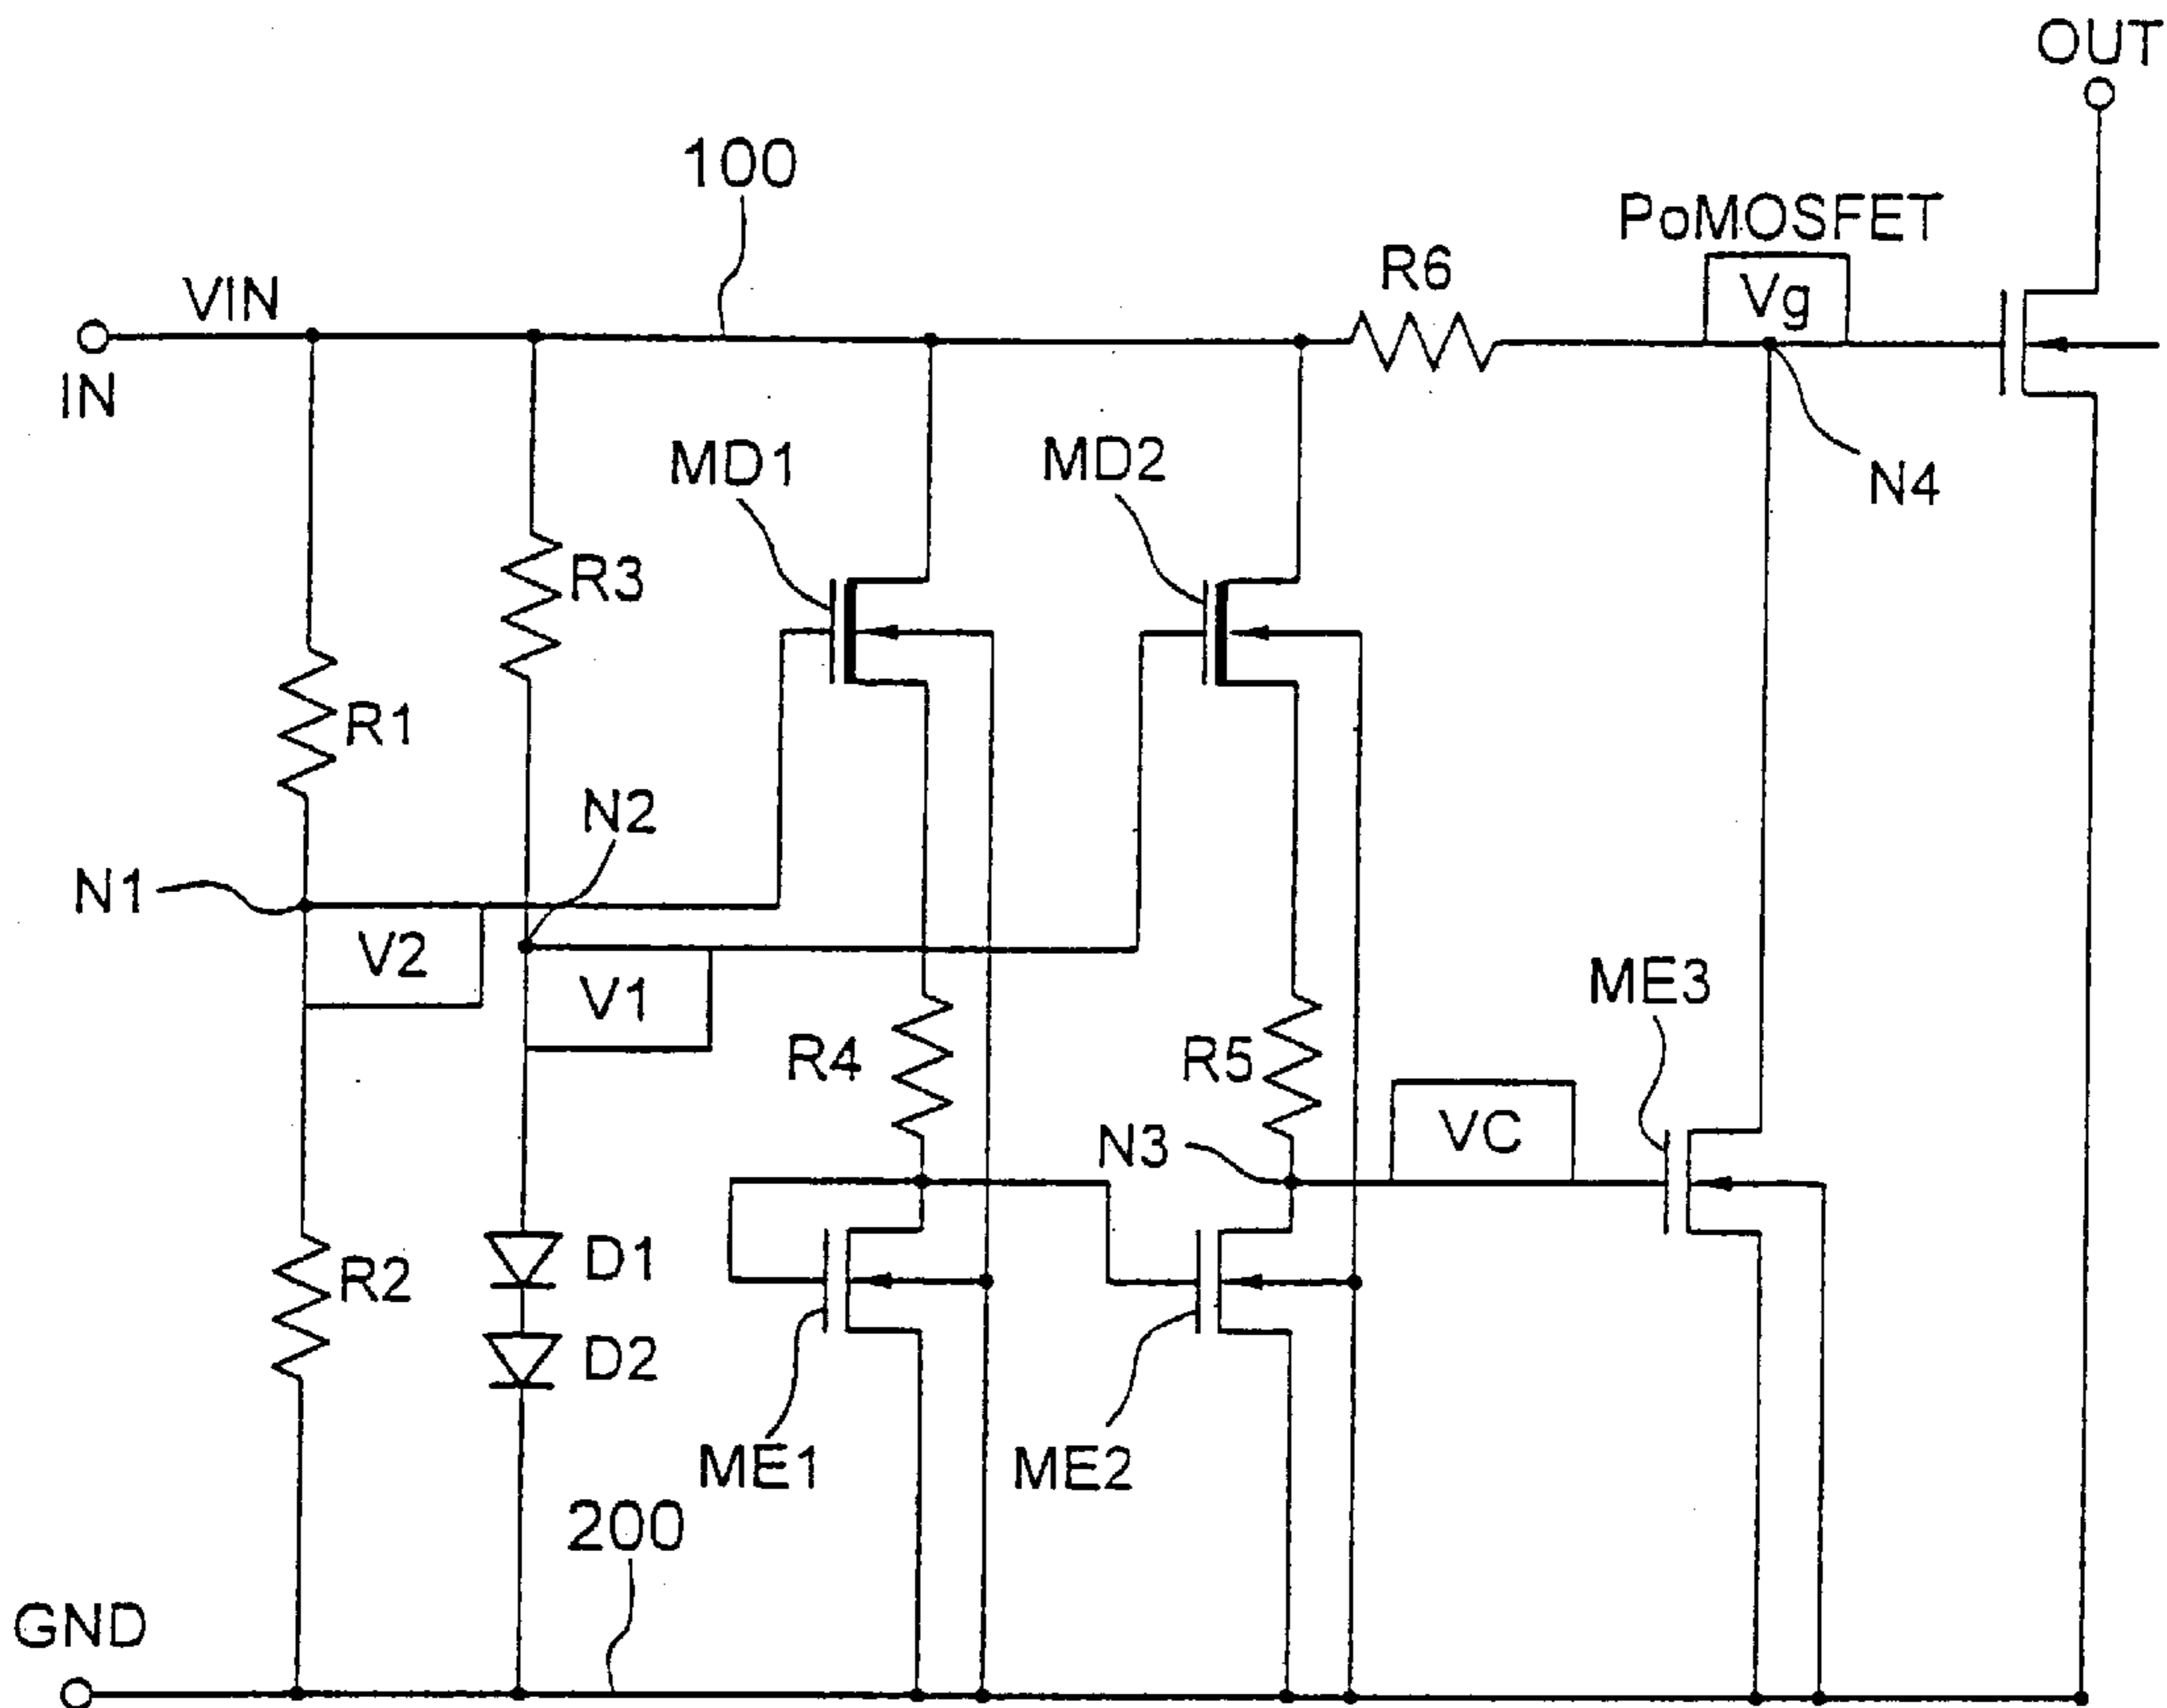 OUT
100
PoMOSFET
VIN
R6
Vg
IN
MD1
MD2
N4
R3
R1
N2
N1
V2
V1
ME3
R4
R5
N3
VC
D1
R2
D2
ME1
ME2
200
GND